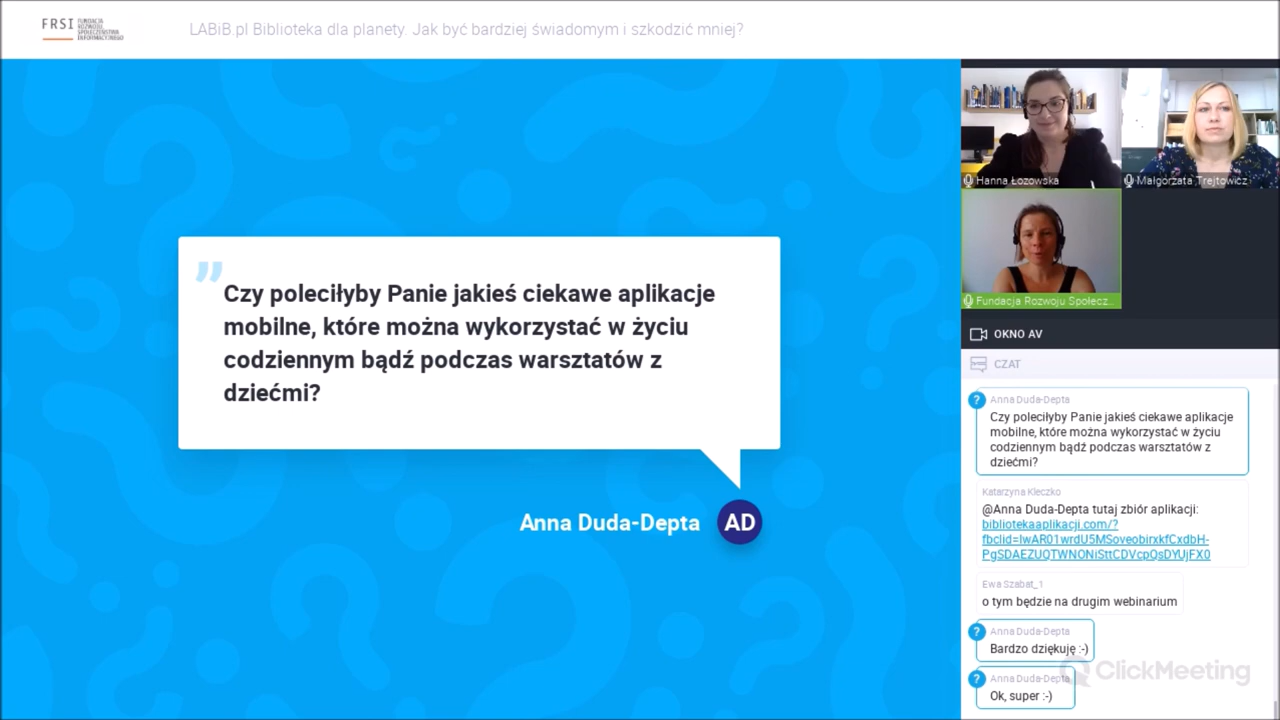 FRSI FUNDACJA
ROZWOJU
SPOŁECZEŃSTWA
INFORMACYJNEGO
LABiB.pl Biblioteka dla planety. Jak być bardziej świadomym i szkodzić mniej?
Czy poleciłyby Panie jakieś ciekawe aplikacje
mobilne, które można wykorzystać w życiu
codziennym bądź podczas warsztatów z
dziećmi?
Anna Duda-Depta AD
Hanna Łozowska
Małgorzata Trejtowicz
Fundacja Rozwoju Społecz...
OKNO AV
CZAT
? Anna Duda-Depta
Czy poleciłyby Panie jakieś ciekawe aplikacje
mobilne, które można wykorzystać w życiu
codziennym bądź podczas warsztatów z
dziećmi?
Katarzyna Kleczko
@Anna Duda-Depta tutaj zbiór aplikacji:
bibliotekaaplikacji.com/?
fbclid=IwAR01wrdU5MSoveobirxkfCxdbH-
PgSDAEZUQTWNONiSttCDVcpQsDYUjFX0
Ewa Szabat_1
o tym będzie na drugim webinarium
? Anna Duda-Depta
Bardzo dziękuję :-)
? Anna Duda-Depta
Ok, super :-)
ClickMeeting